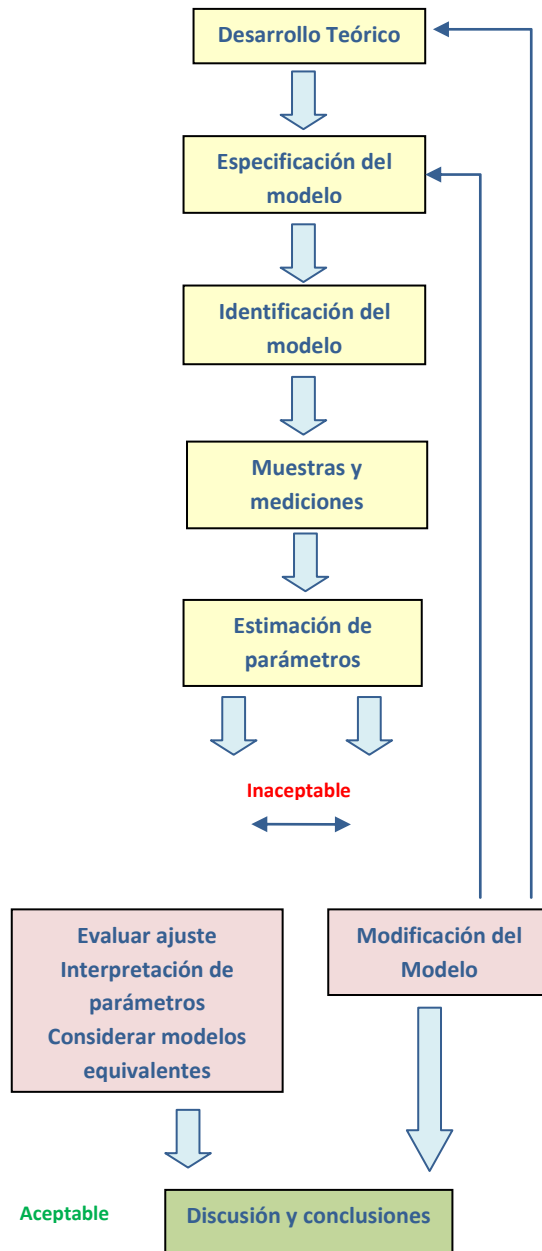 Desarrollo Teórico
Especificación del
modelo
Identificación del
modelo
Muestras y
mediciones
Estimación de
parámetros
Inaceptable
Evaluar ajuste
Interpretación de
parámetros
Considerar modelos
equivalentes
Modificación del
Modelo
Aceptable
Discusión y conclusiones